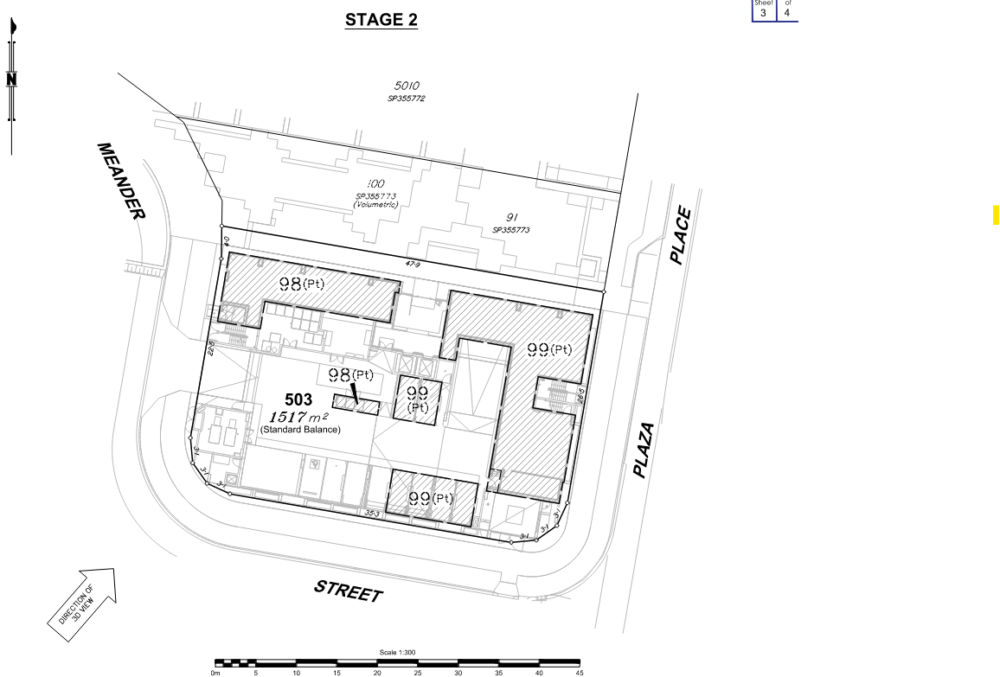 Sheet of
3 4
STAGE 2
N
5010
SP355772
MEANDER
100
SP355773
(Volumetric)
91
SP355773
PLACE
4·0
47·9
98(Pt)
99(Pt)
22·5
98(Pt)
99
(Pt)
26·5
503
1517 m²
(Standard Balance)
PLAZA
3·1
3·1
3·1
99(Pt)
35·3
3·1
3·1
3·1
STREET
DIRECTION OF
3D VIEW
Scale 1:300
0m 5 10 15 20 25 30 35 40 45